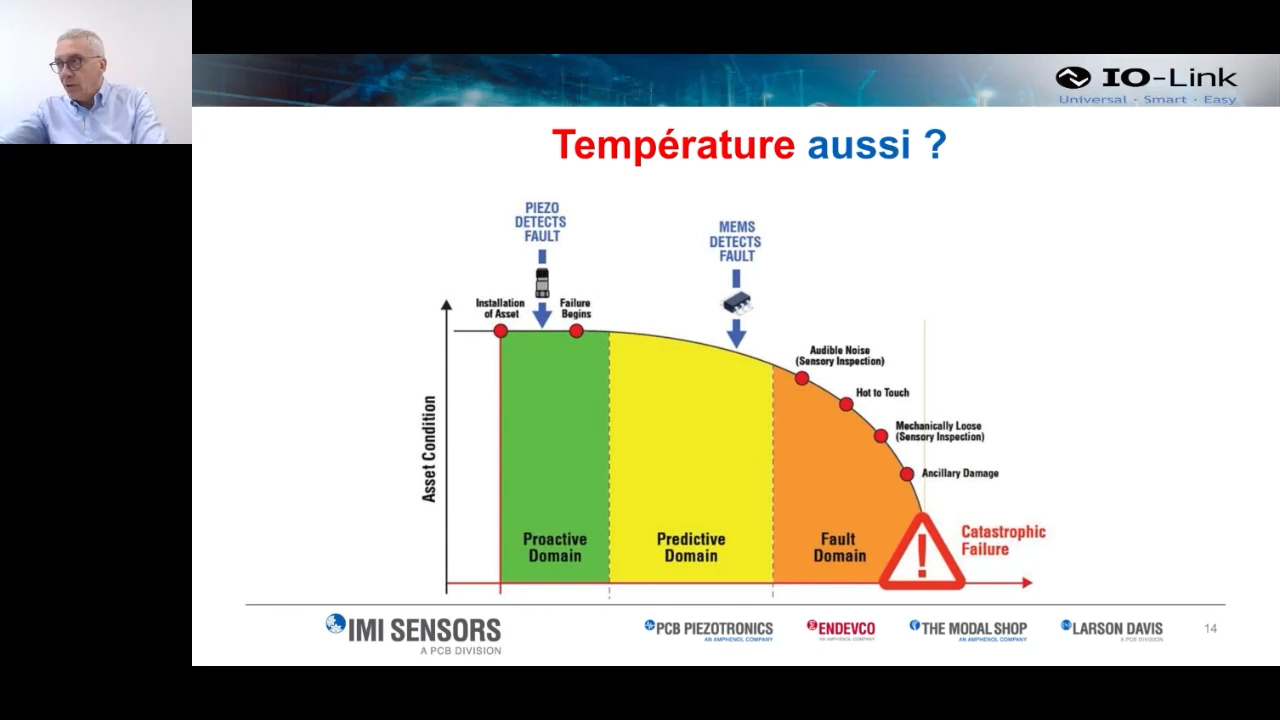 IO-Link
Universal · Smart · Easy
Température aussi ?
PIEZO
DETECTS
FAULT
MEMS
DETECTS
FAULT
Installation
of Asset
Failure
Begins
Audible Noise
(Sensory Inspection)
Hot to Touch
Mechanically Loose
(Sensory Inspection)
Ancillary Damage
Asset Condition
Proactive
Domain
Predictive
Domain
Fault
Domain
Catastrophic
Failure
IMI SENSORS
A PCB DIVISION
PCB PIEZOTRONICS
AN AMPHENOL COMPANY
ENDEVCO
AN AMPHENOL COMPANY
THE MODAL SHOP
AN AMPHENOL COMPANY
LARSON DAVIS
A PCB DIVISION
14